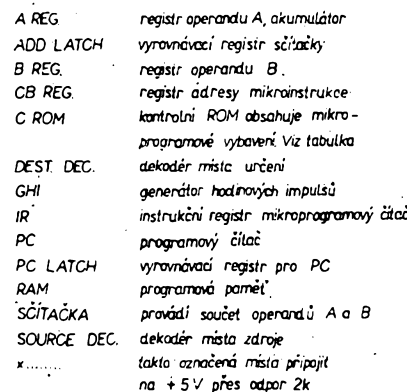 A REG. registr operandu A, akumulátor
ADD LATCH vyrovnávací registr sčítačky
B REG. registr operandu B.
CB REG. registr adresy mikroinstrukce
C ROM kontrolní ROM obsahuje mikro-
programové vybavení. Viz tabulka
DEST. DEC. dekodér místa určení
GHI generátor hodinových impulsů
IR instrukční registr mikroprogramový čítač
PC programový čítač
PC LATCH vyrovnávací registr pro PC
RAM programová paměť.
SČÍTAČKA provádí součet operandů A a B
SOURCE DEC. dekodér místa zdroje
x........ takto označená místa připojit
na + 5V přes odpor 2k